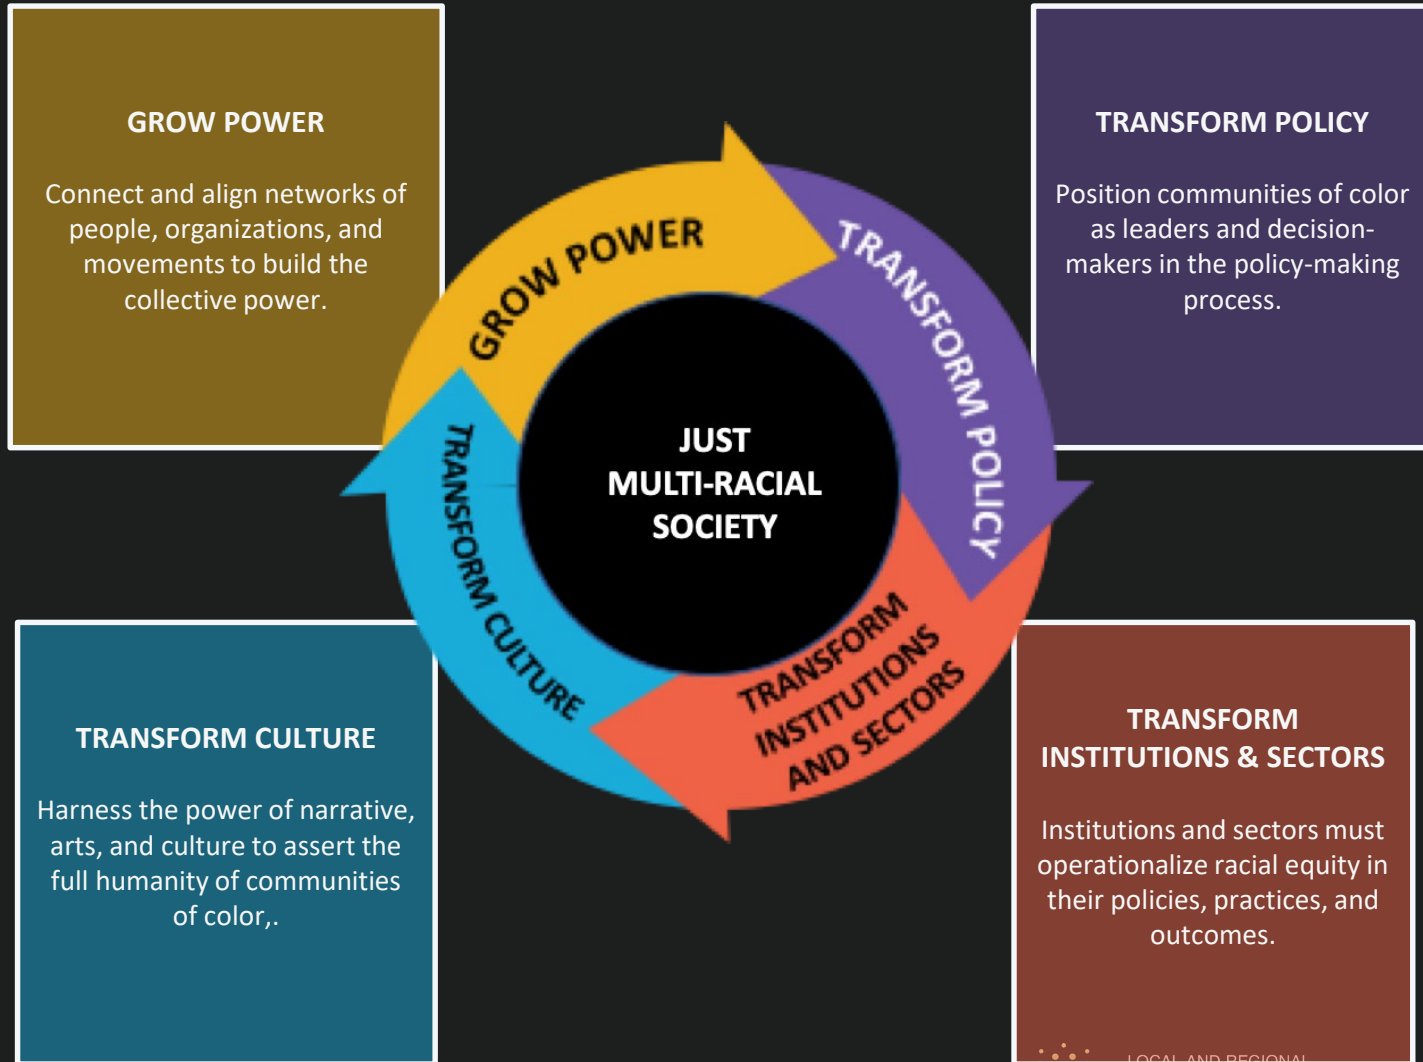 GROW POWER
Connect and align networks of
people, organizations, and
movements to build the
collective power.
TRANSFORM POLICY
Position communities of color
as leaders and decision-
makers in the policy-making
process.
GROW POWER
TRANSFORM POLICY
JUST
MULTI-RACIAL
SOCIETY
TRANSFORM CULTURE
TRANSFORM
INSTITUTIONS
AND SECTORS
TRANSFORM CULTURE
Harness the power of narrative,
arts, and culture to assert the
full humanity of communities
of color,.
TRANSFORM
INSTITUTIONS & SECTORS
Institutions and sectors must
operationalize racial equity in
their policies, practices, and
outcomes.
LOCAL AND REGIONAL